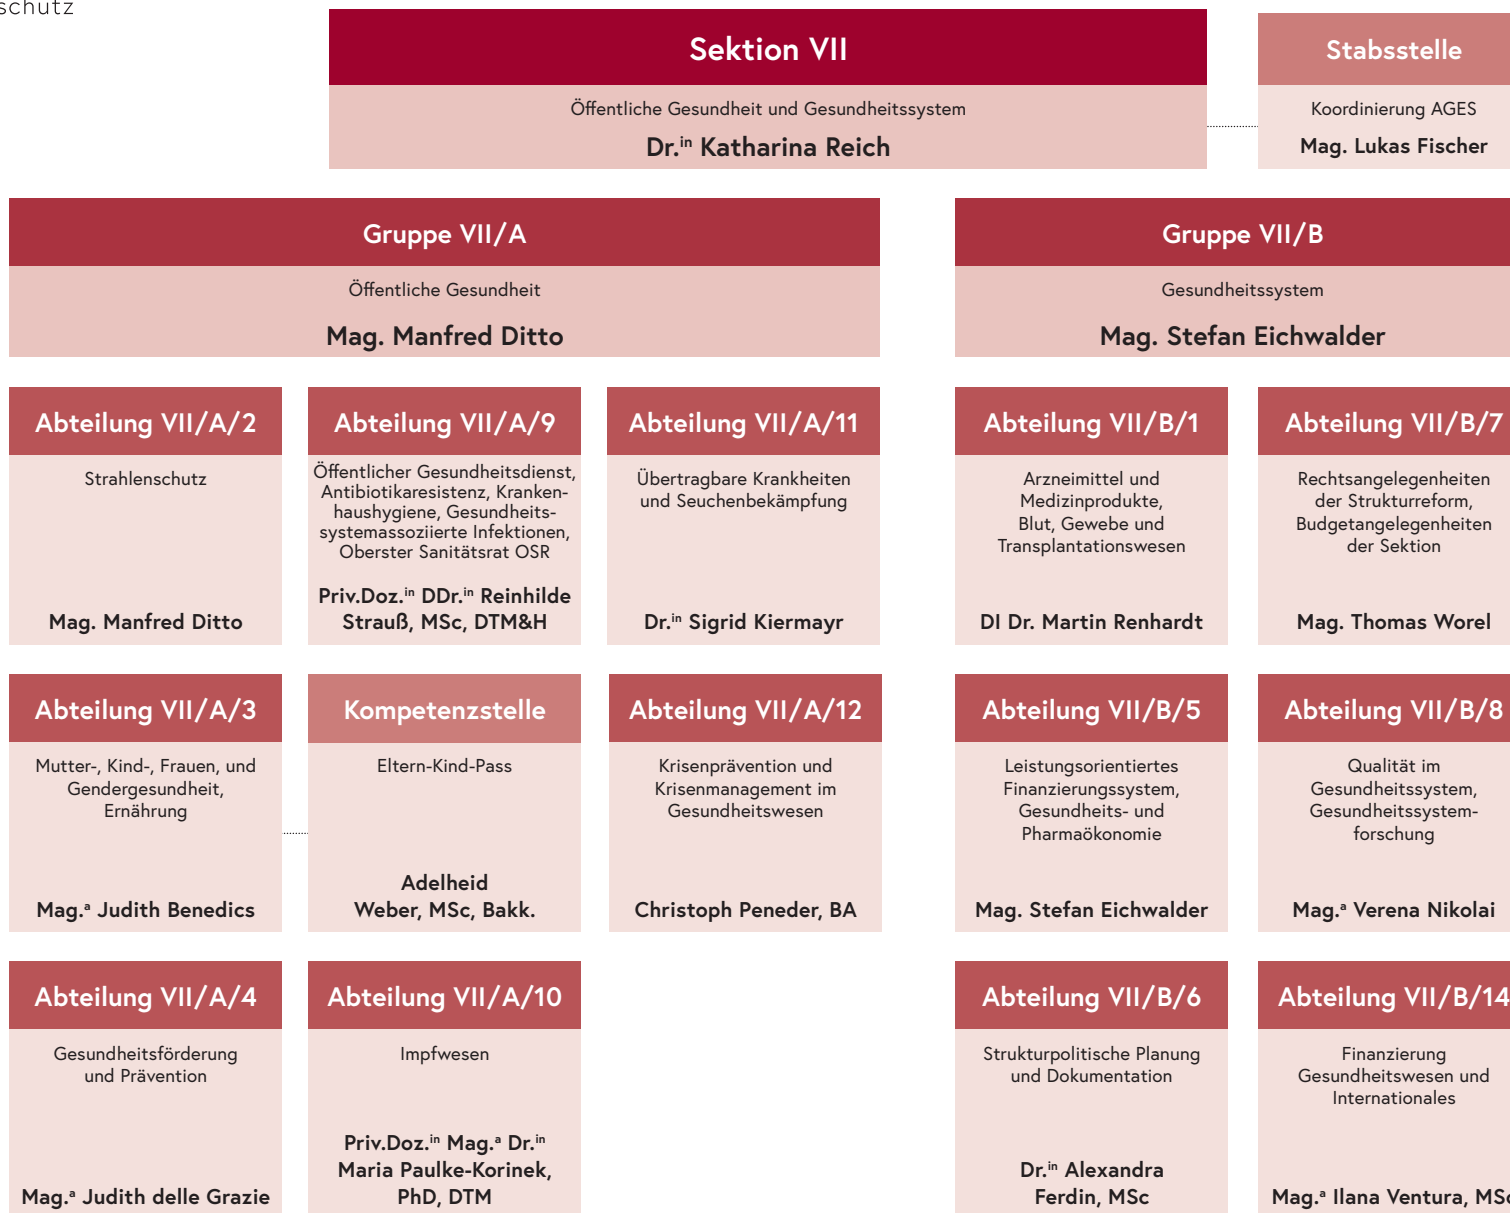 schutz
Sektion VII
Öffentliche Gesundheit und Gesundheitssystem
Dr.in Katharina Reich
Stabsstelle
Koordinierung AGES
Mag. Lukas Fischer
Gruppe VII/A
Öffentliche Gesundheit
Mag. Manfred Ditto
Gruppe VII/B
Gesundheitssystem
Mag. Stefan Eichwalder
Abteilung VII/A/2
Strahlenschutz
Mag. Manfred Ditto
Abteilung VII/A/9
Öffentlicher Gesundheitsdienst,
Antibiotikaresistenz, Kranken-
haushygiene, Gesundheits-
systemassoziierte Infektionen,
Oberster Sanitätsrat OSR
Priv.Doz.in DDr.in Reinhilde
Strauß, MSc, DTM&H
Abteilung VII/A/11
Übertragbare Krankheiten
und Seuchenbekämpfung
Dr.in Sigrid Kiermayr
Abteilung VII/B/1
Arzneimittel und
Medizinprodukte,
Blut, Gewebe und
Transplantationswesen
DI Dr. Martin Renhardt
Abteilung VII/B/7
Rechtsangelegenheiten
der Strukturreform,
Budgetangelegenheiten
der Sektion
Mag. Thomas Worel
Abteilung VII/A/3
Mutter-, Kind-, Frauen, und
Gendergesundheit,
Ernährung
Mag.a Judith Benedics
Kompetenzstelle
Eltern-Kind-Pass
Adelheid
Weber, MSc, Bakk.
Abteilung VII/A/12
Krisenprävention und
Krisenmanagement im
Gesundheitswesen
Christoph Peneder, BA
Abteilung VII/B/5
Leistungsorientiertes
Finanzierungssystem,
Gesundheits- und
Pharmaökonomie
Mag. Stefan Eichwalder
Abteilung VII/B/8
Qualität im
Gesundheitssystem,
Gesundheitssystem-
forschung
Mag.a Verena Nikolai
Abteilung VII/A/4
Gesundheitsförderung
und Prävention
Mag.a Judith delle Grazie
Abteilung VII/A/10
Impfwesen
Priv.Doz.in Mag.a Dr.in
Maria Paulke-Korinek,
PhD, DTM
Abteilung VII/B/6
Strukturpolitische Planung
und Dokumentation
Dr.in Alexandra
Ferdin, MSc
Abteilung VII/B/14
Finanzierung
Gesundheitswesen und
Internationales
Mag.a Ilana Ventura, MSc